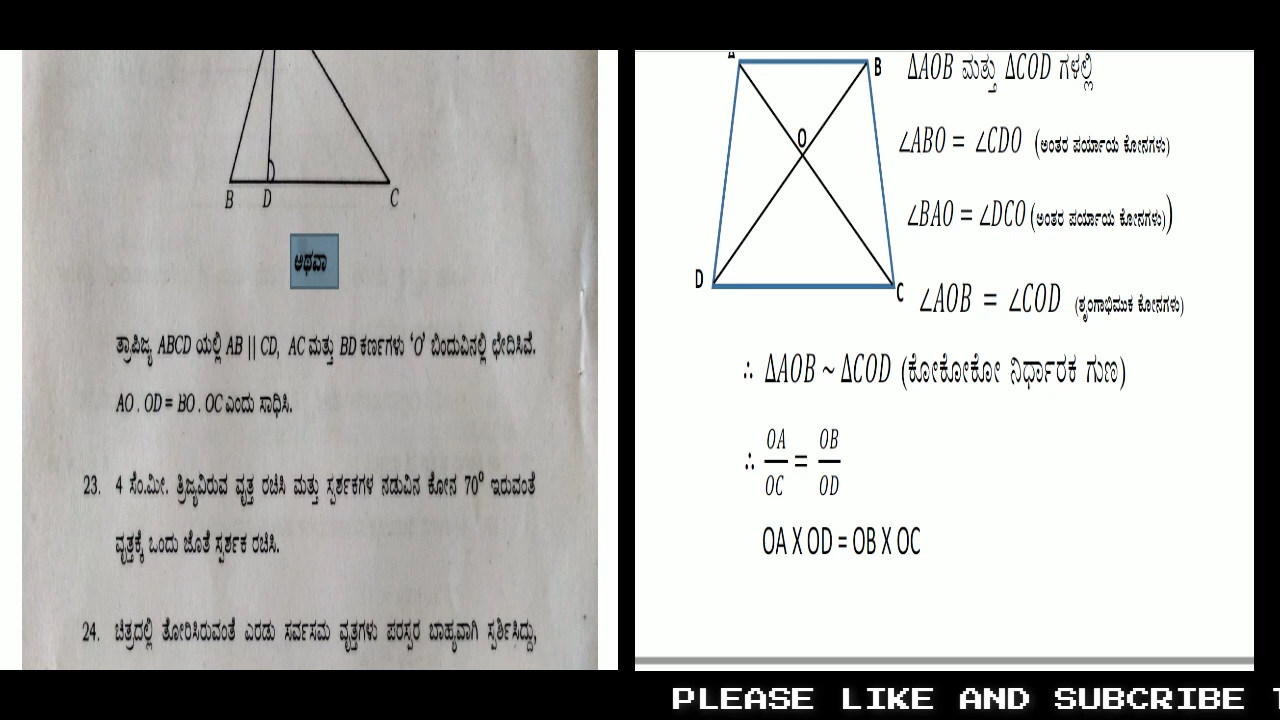 B D C
ಅಥವಾ
ತ್ರಾಪಿಜ್ಯ ABCD ಯಲ್ಲಿ AB || CD, AC ಮತ್ತು BD ಕರ್ಣಗಳು ‘O’ ಬಿಂದುವಿನಲ್ಲಿ ಛೇದಿಸಿವೆ.
AO . OD = BO . OC ಎಂದು ಸಾಧಿಸಿ.
23. 4 ಸೆಂ.ಮೀ. ತ್ರಿಜ್ಯವಿರುವ ವೃತ್ತ ರಚಿಸಿ ಮತ್ತು ಸ್ಪರ್ಶಕಗಳ ನಡುವಿನ ಕೋನ 70⁰ ಇರುವಂತೆ
ವೃತ್ತಕ್ಕೆ ಒಂದು ಜೊತೆ ಸ್ಪರ್ಶಕ ರಚಿಸಿ.
24. ಚಿತ್ರದಲ್ಲಿ ತೋರಿಸಿರುವಂತೆ ಎರಡು ಸರ್ವಸಮ ವೃತ್ತಗಳು ಪರಸ್ಪರ ಬಾಹ್ಯವಾಗಿ ಸ್ಪರ್ಶಿಸಿದ್ದು,
A B
O
D C
ΔAOB ಮತ್ತು ΔCOD ಗಳಲ್ಲಿ
∠ABO = ∠CDO (ಅಂತರ ಪರ್ಯಾಯ ಕೋನಗಳು)
∠BAO = ∠DCO (ಅಂತರ ಪರ್ಯಾಯ ಕೋನಗಳು))
∠AOB = ∠COD (ಶೃಂಗಾಭಿಮುಕ ಕೋನಗಳು)
∴ ΔAOB ~ ΔCOD (ಕೋಕೋಕೋ ನಿರ್ಧಾರಕ ಗುಣ)
∴ OA/OC = OB/OD
OA X OD = OB X OC
PLEASE LIKE AND SUBCRIBE